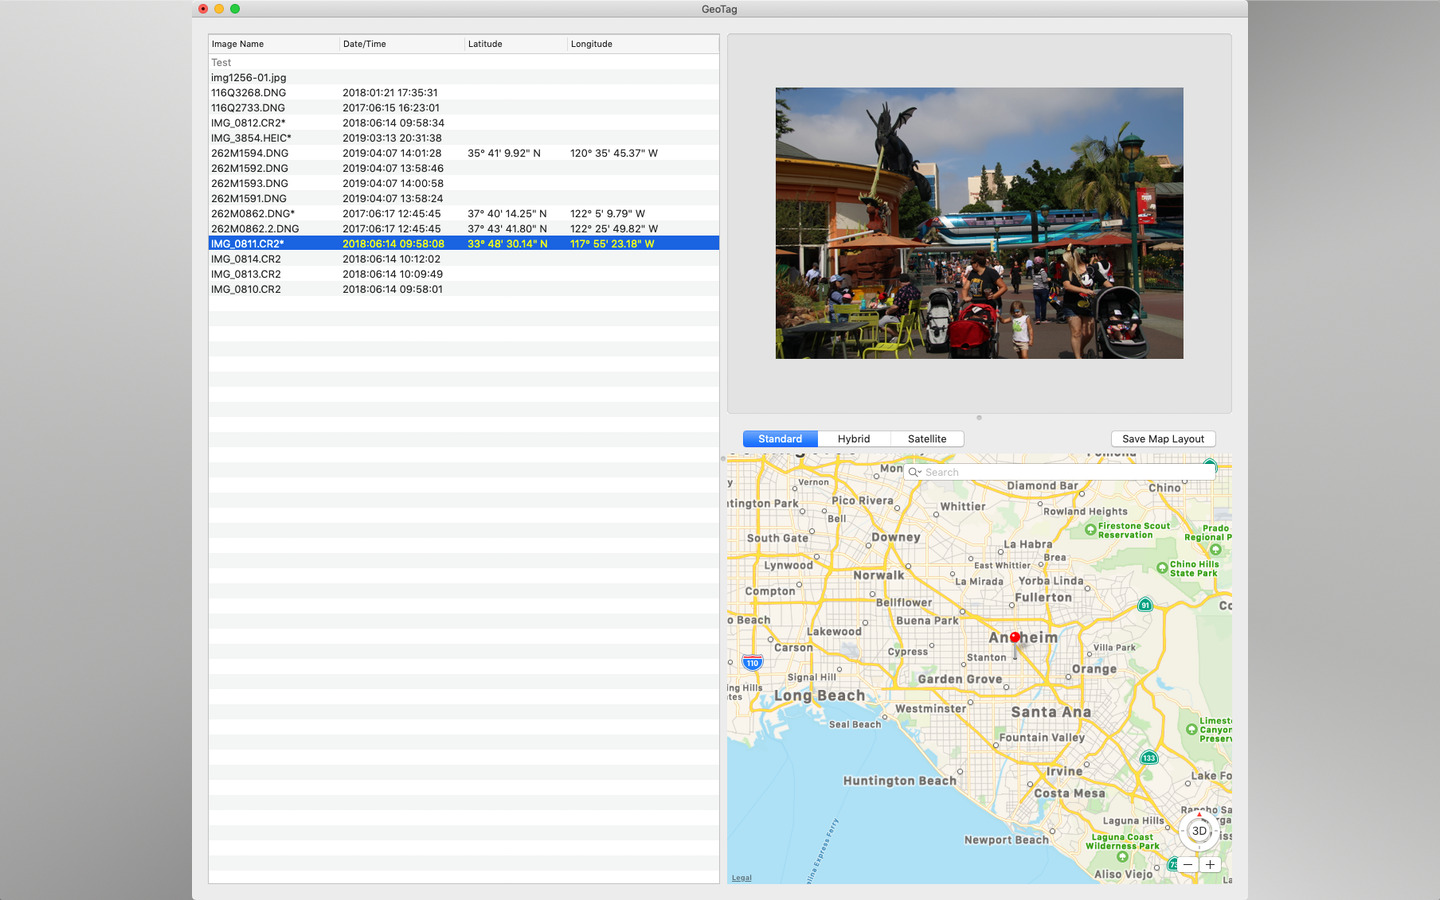 GeoTag
Image Name Date/Time Latitude Longitude
Test
img1256-01.jpg
116Q3268.DNG 2018:01:21 17:35:31
116Q2733.DNG 2017:06:15 16:23:01
IMG_0812.CR2* 2018:06:14 09:58:34
IMG_3854.HEIC* 2019:03:13 20:31:38
262M1594.DNG 2019:04:07 14:01:28 35° 41' 9.92" N 120° 35' 45.37" W
262M1592.DNG 2019:04:07 13:58:46
262M1593.DNG 2019:04:07 14:00:58
262M1591.DNG 2019:04:07 13:58:24
262M0862.DNG* 2017:06:17 12:45:45 37° 40' 14.25" N 122° 5' 9.79" W
262M0862.2.DNG 2017:06:17 12:45:45 37° 43' 41.80" N 122° 25' 49.82" W
IMG_0811.CR2* 2018:06:14 09:58:08 33° 48' 30.14" N 117° 55' 23.18" W
IMG_0814.CR2 2018:06:14 10:12:02
IMG_0813.CR2 2018:06:14 10:09:49
IMG_0810.CR2 2018:06:14 09:58:01
Standard Hybrid Satellite Save Map Layout
Mon Search
Vernon Diamond Bar Chino
ntington Park Pico Rivera Whittier Rowland Heights
Bell Firestone Scout
Reservation
Prado
Regional P
South Gate Downey La Habra
Lynwood East Whittier Brea Chino Hills
State Park
Norwalk La Mirada Yorba Linda
Compton Bellflower Fullerton 91 Co
o Beach Buena Park
Lakewood Anaheim
Carson Cypress Stanton Villa Park
110 Orange
Signal Hill Garden Grove
ing Hills
ates
Long Beach Westminster Santa Ana
Seal Beach Limest
Canyon
Preserv
Fountain Valley
133
Huntington Beach Irvine Lake Fo
Costa Mesa
Rancho Sa
Laguna Hills
3D
Newport Beach Laguna Coast
Wilderness Park
73 − +
Aliso Viejo La
alina Express Ferry
Legal